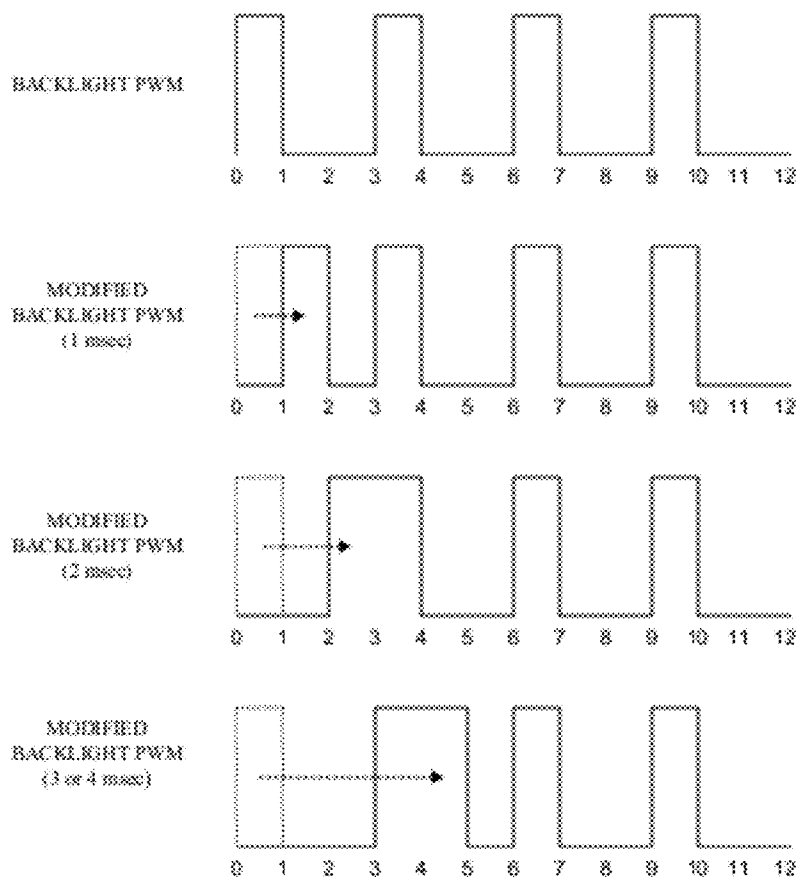 BACKLIGHT PWM
0 1 2 3 4 5 6 7 8 9 10 11 12
MODIFIED
BACKLIGHT PWM
(1 msec)
0 1 2 3 4 5 6 7 8 9 10 11 12
MODIFIED
BACKLIGHT PWM
(2 msec)
0 1 2 3 4 5 6 7 8 9 10 11 12
MODIFIED
BACKLIGHT PWM
(3 or 4 msec)
0 1 2 3 4 5 6 7 8 9 10 11 12